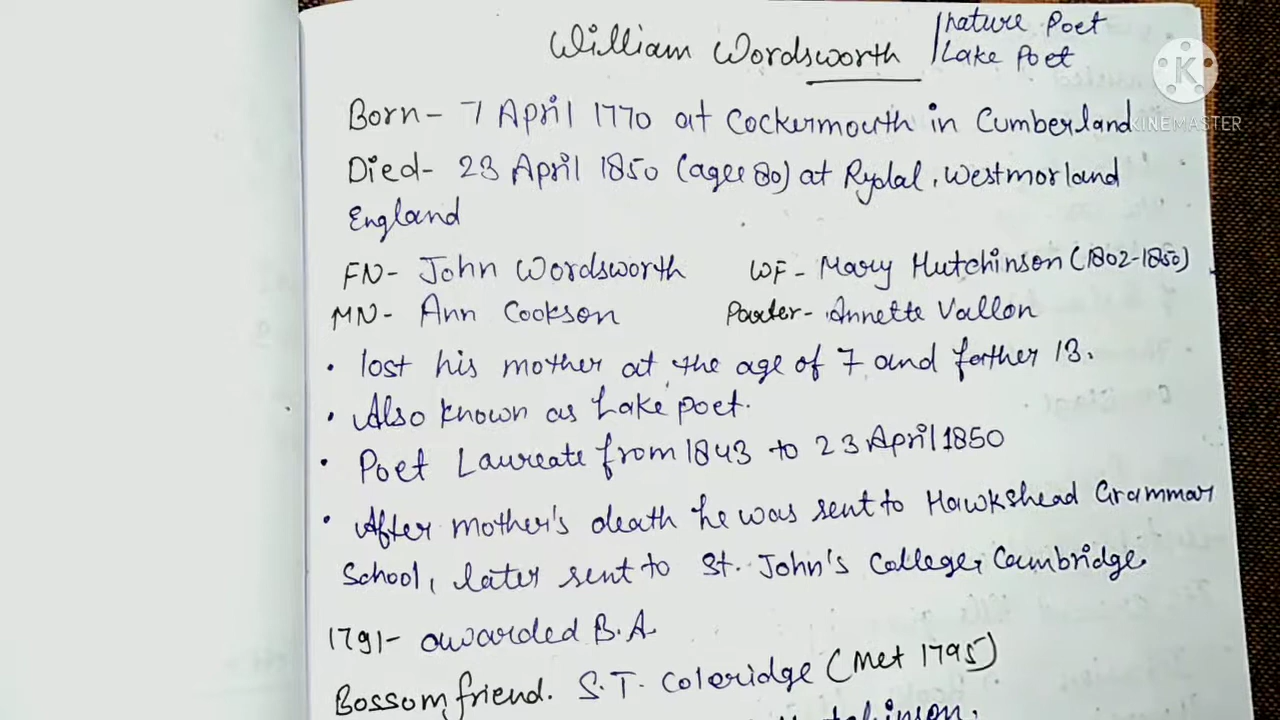 William Wordsworth
nature Poet
Lake Poet
K
KINEMASTER
Born- 7 April 1770 at Cockermouth in Cumberland
Died- 23 April 1850 (age 80) at Rydal, Westmorland
England
FN- John Wordsworth WF- Mary Hutchinson (1802-1850)
MN- Ann Cookson Parter- Annette Vallon
• lost his mother at the age of 7 and father 13.
• Also known as Lake poet.
• Poet Laureate from 1843 to 23 April 1850
• After mother's death he was sent to Hawkshead Grammar
School, later sent to St. John's College, Cambridge.
1791- awarded B.A.
Bossom friend. S.T. Coleridge (Met 1795)